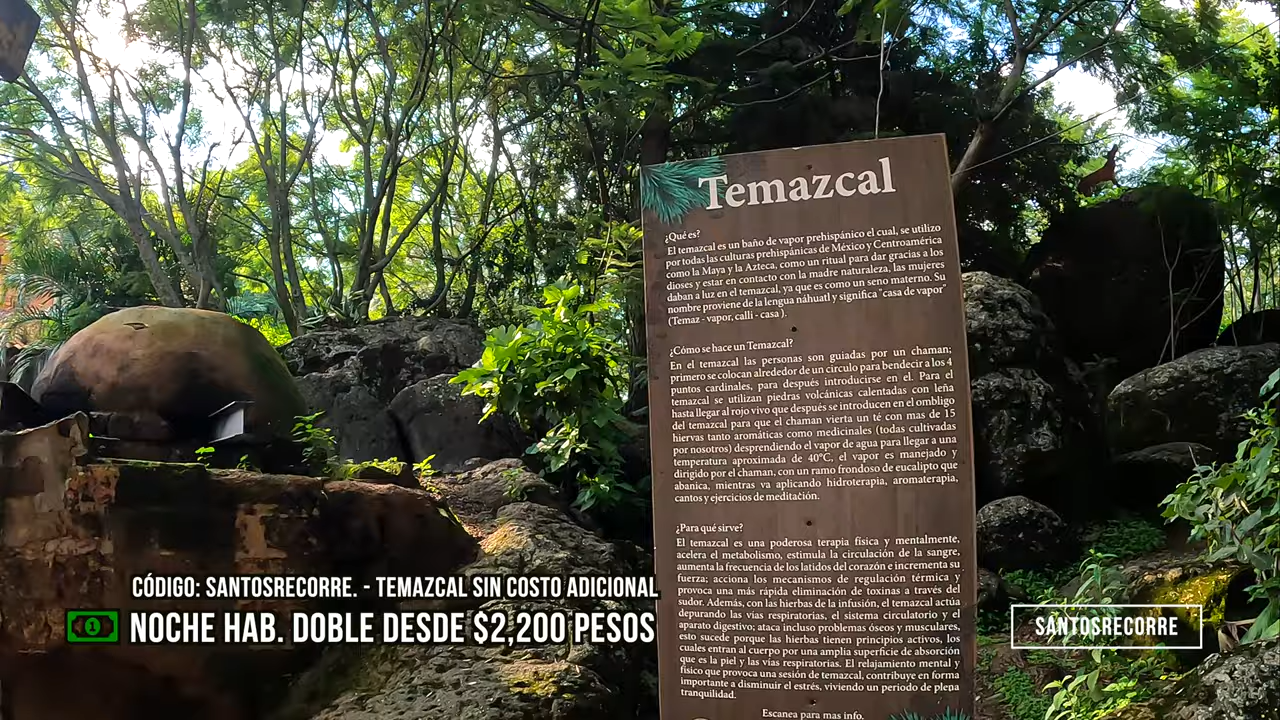 Temazcal
¿Qué es?
El temazcal es un baño de vapor prehispánico el cual, se utilizo
por todas las culturas prehispánicas de México y Centroamérica
como la Maya y la Azteca, como un ritual para dar gracias a los
dioses y estar en contacto con la madre naturaleza, las mujeres
daban a luz en el temazcal, ya que es como un seno materno. Su
nombre proviene de la lengua náhuatl y significa "casa de vapor"
(Temaz - vapor, calli - casa ).
¿Cómo se hace un Temazcal?
En el temazcal las personas son guiadas por un chaman;
primero se colocan alrededor de un circulo para bendecir a los 4
puntos cardinales, para después introducirse en el. Para el
temazcal se utilizan piedras volcánicas calentadas con leña
hasta llegar al rojo vivo que después se introducen en el ombligo
del temazcal para que el chaman vierta un té con mas de 15
hiervas tanto aromáticas como medicinales (todas cultivadas
por nosotros) desprendiendo el vapor de agua para llegar a una
temperatura aproximada de 40°C, el vapor es manejado y
dirigido por el chaman, con un ramo frondoso de eucalipto que
abanica, mientras va aplicando hidroterapia, aromaterapia,
cantos y ejercicios de meditación.
¿Para qué sirve?
El temazcal es una poderosa terapia física y mentalmente,
acelera el metabolismo, estimula la circulación de la sangre,
aumenta la frecuencia de los latidos del corazón e incrementa su
fuerza; acciona los mecanismos de regulación térmica y
provoca una más rápida eliminación de toxinas a través del
sudor. Además, con las hierbas de la infusión, el temazcal actúa
depurando las vías respiratorias, el sistema circulatorio y el
aparato digestivo; ataca incluso problemas óseos y musculares,
esto sucede porque las hierbas tienen principios activos, los
cuales entran al cuerpo por una amplia superficie de absorción
que es la piel y las vías respiratorias. El relajamiento mental y
físico que provoca una sesión de temazcal, contribuye en forma
importante a disminuir el estrés, viviendo un periodo de plena
tranquilidad.
Escanea para mas info.
CÓDIGO: SANTOSRECORRE. - TEMAZCAL SIN COSTO ADICIONAL
NOCHE HAB. DOBLE DESDE $2,200 PESOS
SANTOSRECORRE